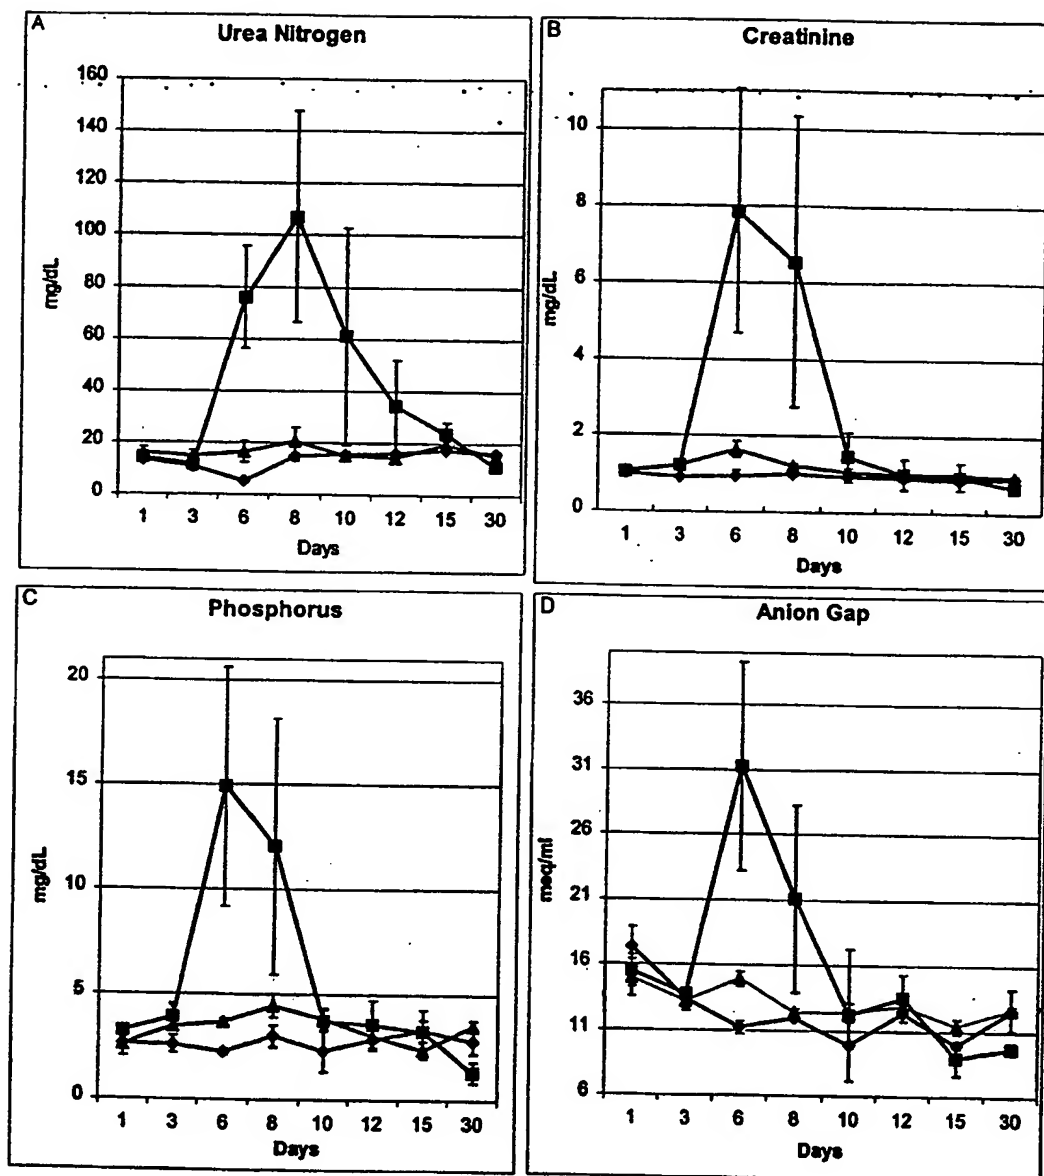 A
Urea Nitrogen
160
140
120
100
80
60
40
20
0
mg/dL
1 3 6 8 10 12 15 30
Days
B
Creatinine
10
8
6
4
2
0
mg/dL
1 3 6 8 10 12 15 30
Days
C
Phosphorus
20
15
10
5
0
mg/dL
1 3 6 8 10 12 15 30
Days
D
Anion Gap
36
31
26
21
16
11
6
meq/ml
1 3 6 8 10 12 15 30
Days